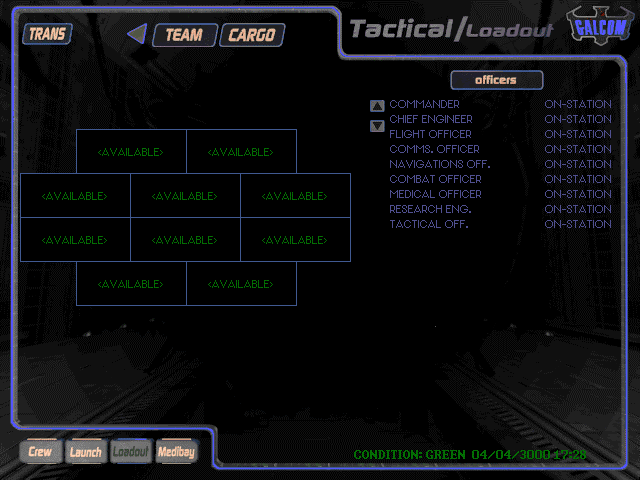 TRANS
TEAM
CARGO
Tactical/Loadout
GALCOM
officers
COMMANDER ON-STATION
CHIEF ENGINEER ON-STATION
FLIGHT OFFICER ON-STATION
COMMS. OFFICER ON-STATION
NAVIGATIONS OFF. ON-STATION
COMBAT OFFICER ON-STATION
MEDICAL OFFICER ON-STATION
RESEARCH ENG. ON-STATION
TACTICAL OFF. ON-STATION
<AVAILABLE> <AVAILABLE>
<AVAILABLE> <AVAILABLE> <AVAILABLE>
<AVAILABLE> <AVAILABLE> <AVAILABLE>
<AVAILABLE> <AVAILABLE>
Crew Launch Loadout Medibay
CONDITION: GREEN 04/04/3000 17:28